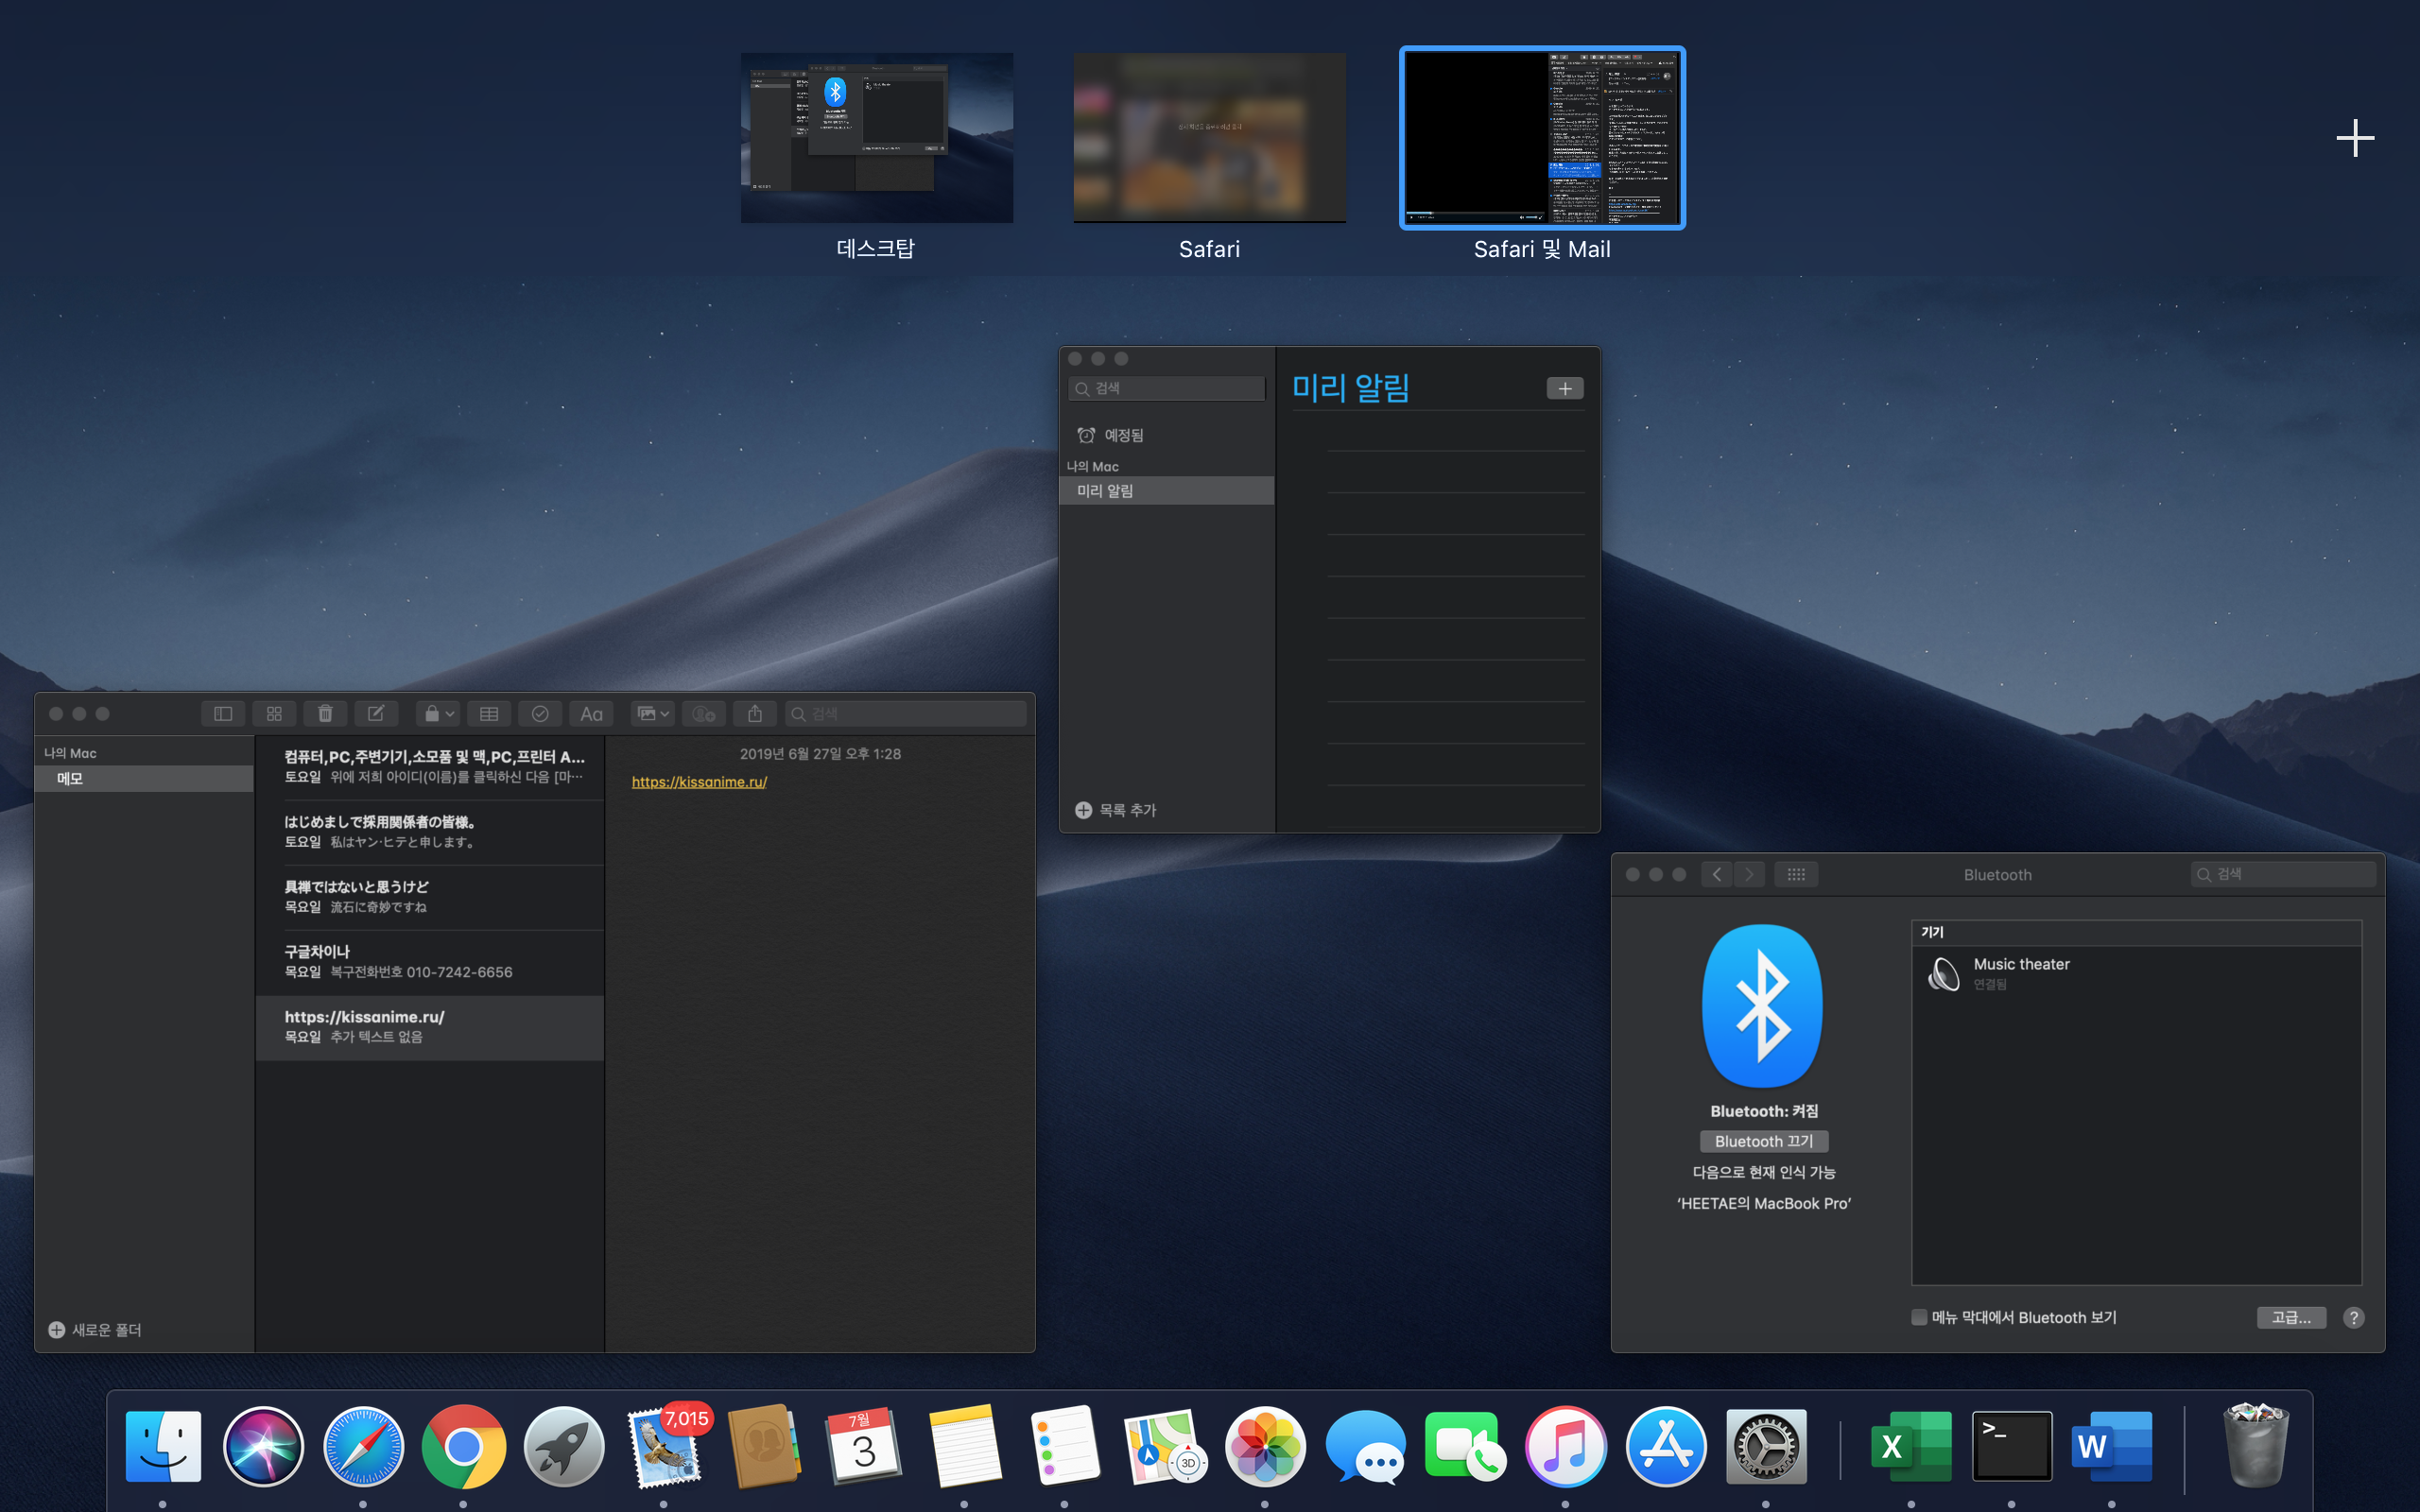 데스크탑
Safari
Safari 및 Mail
검색
미리 알림
예정됨
나의 Mac
미리 알림
목록 추가
Aa
검색
나의 Mac
메모
새로운 폴더
컴퓨터,PC,주변기기,소모품 및 맥,PC,프린터 A...
토요일 위에 저희 아이디(이름)를 클릭하신 다음 [마…
はじめまして採用関係者の皆様。
토요일 私はヤン·ヒテと申します。
具禅ではないと思うけど
목요일 流石に奇妙ですね
구글차이나
목요일 복구전화번호 010-7242-6656
https://kissanime.ru/
목요일 추가 텍스트 없음
2019년 6월 27일 오후 1:28
https://kissanime.ru/
Bluetooth
검색
Bluetooth: 켜짐
Bluetooth 끄기
다음으로 현재 인식 가능
‘HEETAE의 MacBook Pro’
기기
Music theater
연결됨
메뉴 막대에서 Bluetooth 보기
고급...
?
7,015
7월
3
3D
X
>_
W